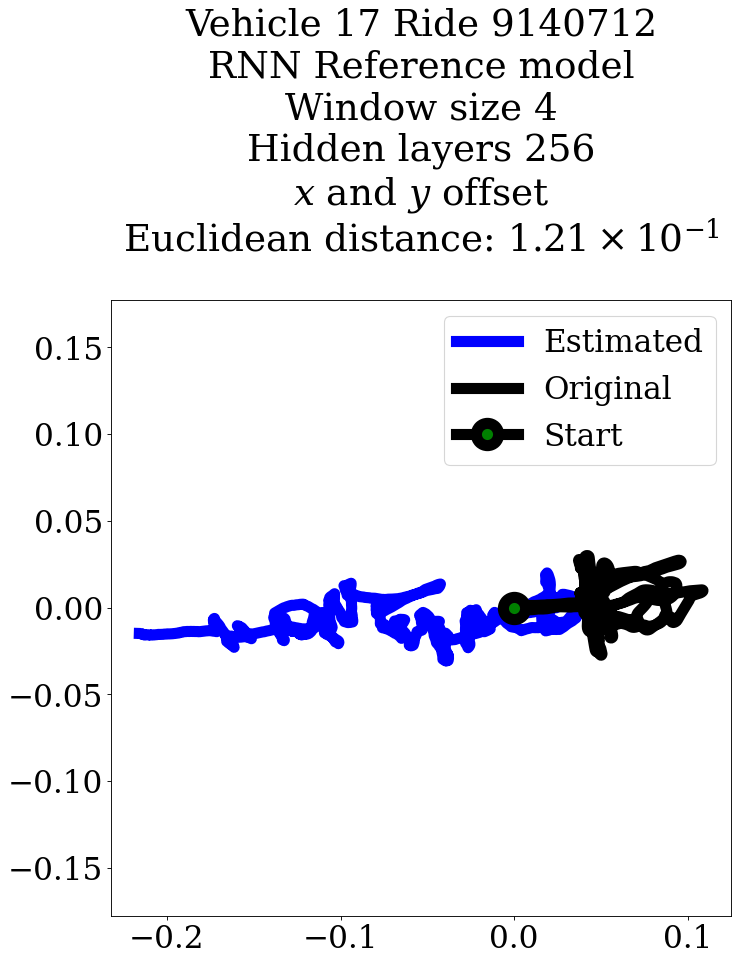 Vehicle 17 Ride 9140712
RNN Reference model
Window size 4
Hidden layers 256
x and y offset
Euclidean distance: 1.21 × 10⁻¹
Estimated
Original
Start
0.15
0.10
0.05
0.00
−0.05
−0.10
−0.15
−0.2 −0.1 0.0 0.1